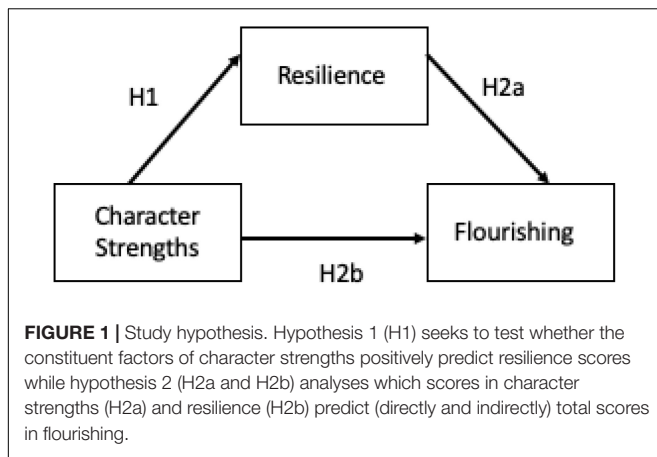 Resilience
H1
H2a
Character
Strengths
Flourishing
H2b
FIGURE 1 | Study hypothesis. Hypothesis 1 (H1) seeks to test whether the
constituent factors of character strengths positively predict resilience scores
while hypothesis 2 (H2a and H2b) analyses which scores in character
strengths (H2a) and resilience (H2b) predict (directly and indirectly) total scores
in flourishing.